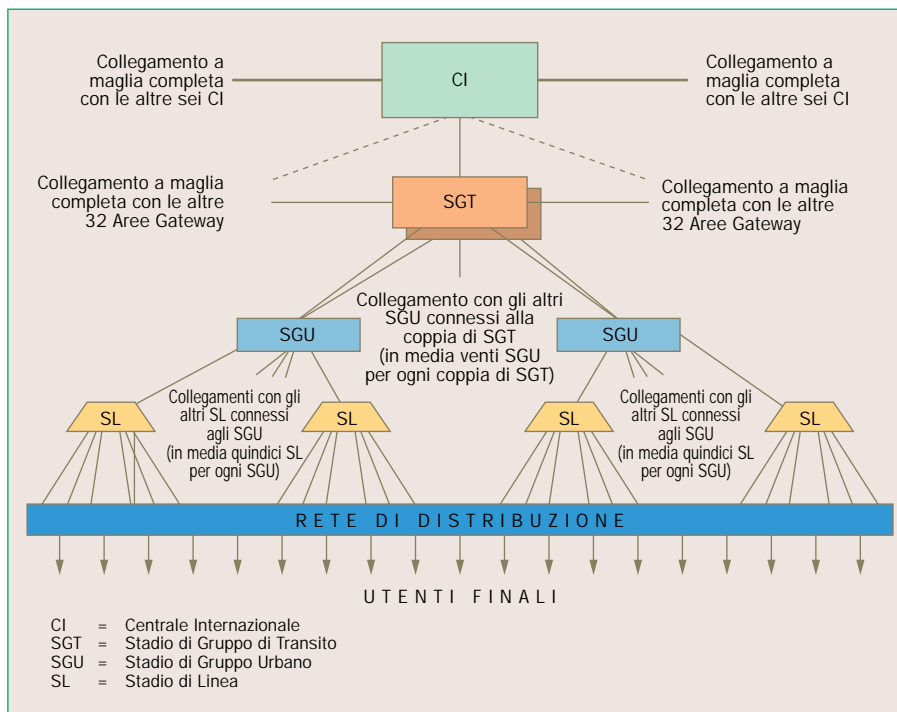 Collegamento a
maglia completa
con le altre sei CI
CI
Collegamento a
maglia completa
con le altre sei CI
Collegamento a maglia
completa con le altre
32 Aree Gateway
SGT
Collegamento a maglia
completa con le altre
32 Aree Gateway
Collegamento con gli altri
SGU connessi alla
coppia di SGT
(in media venti SGU
per ogni coppia di SGT)
SGU
SGU
SL
Collegamenti con gli
altri SL connessi
agli SGU
(in media quindici SL
per ogni SGU)
SL
SL
Collegamenti con gli
altri SL connessi
agli SGU
(in media quindici SL
per ogni SGU)
SL
RETE DI DISTRIBUZIONE
UTENTI FINALI
CI = Centrale Internazionale
SGT = Stadio di Gruppo di Transito
SGU = Stadio di Gruppo Urbano
SL = Stadio di Linea